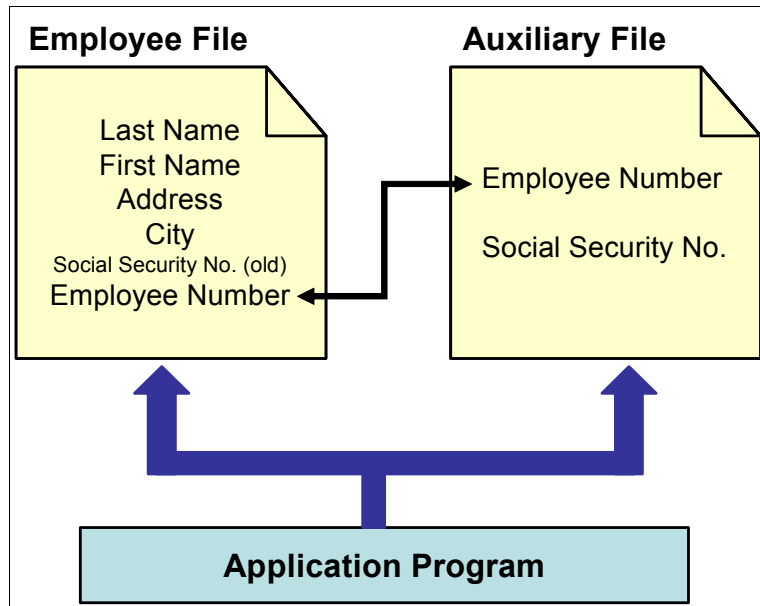 Employee File
Last Name
First Name
Address
City
Social Security No. (old)
Employee Number
Auxiliary File
Employee Number
Social Security No.
Application Program